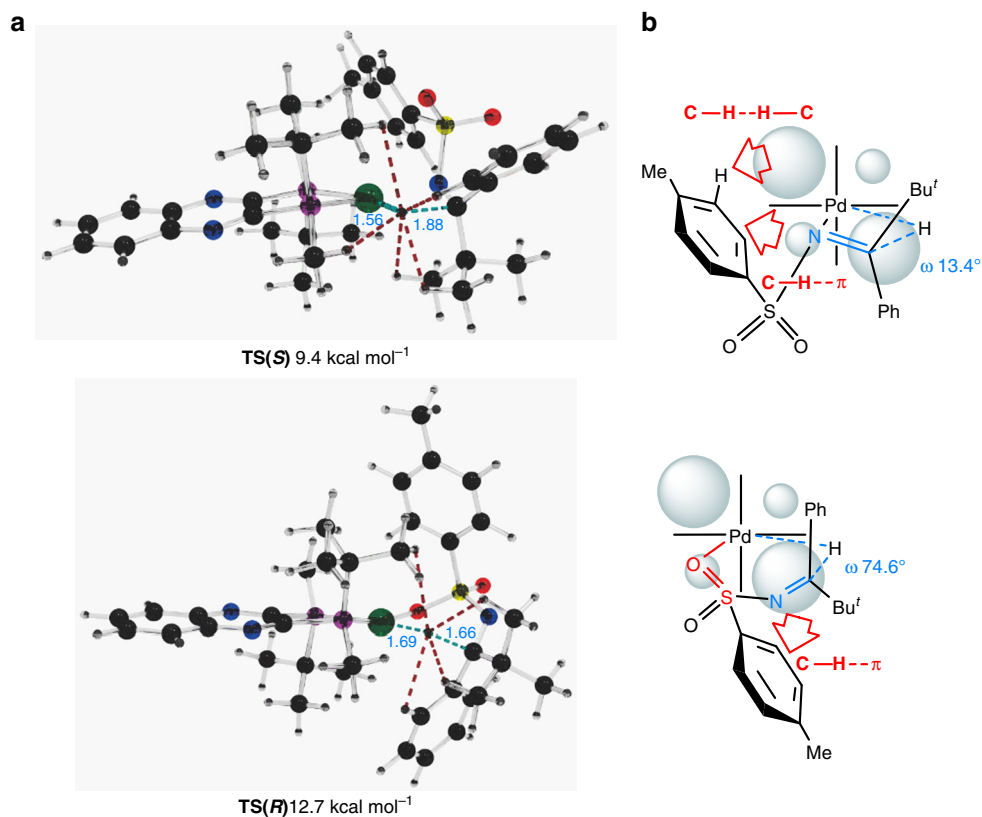 a
b
1.56
1.88
TS(S) 9.4 kcal mol⁻¹
C–H--H–C
Me
H
Pd
Buᵗ
H
N
ω 13.4°
C–H--π
Ph
S
O
O
1.69
1.66
TS(R)12.7 kcal mol⁻¹
Ph
Pd
H
O
ω 74.6°
S
N
O
Buᵗ
C–H--π
Me